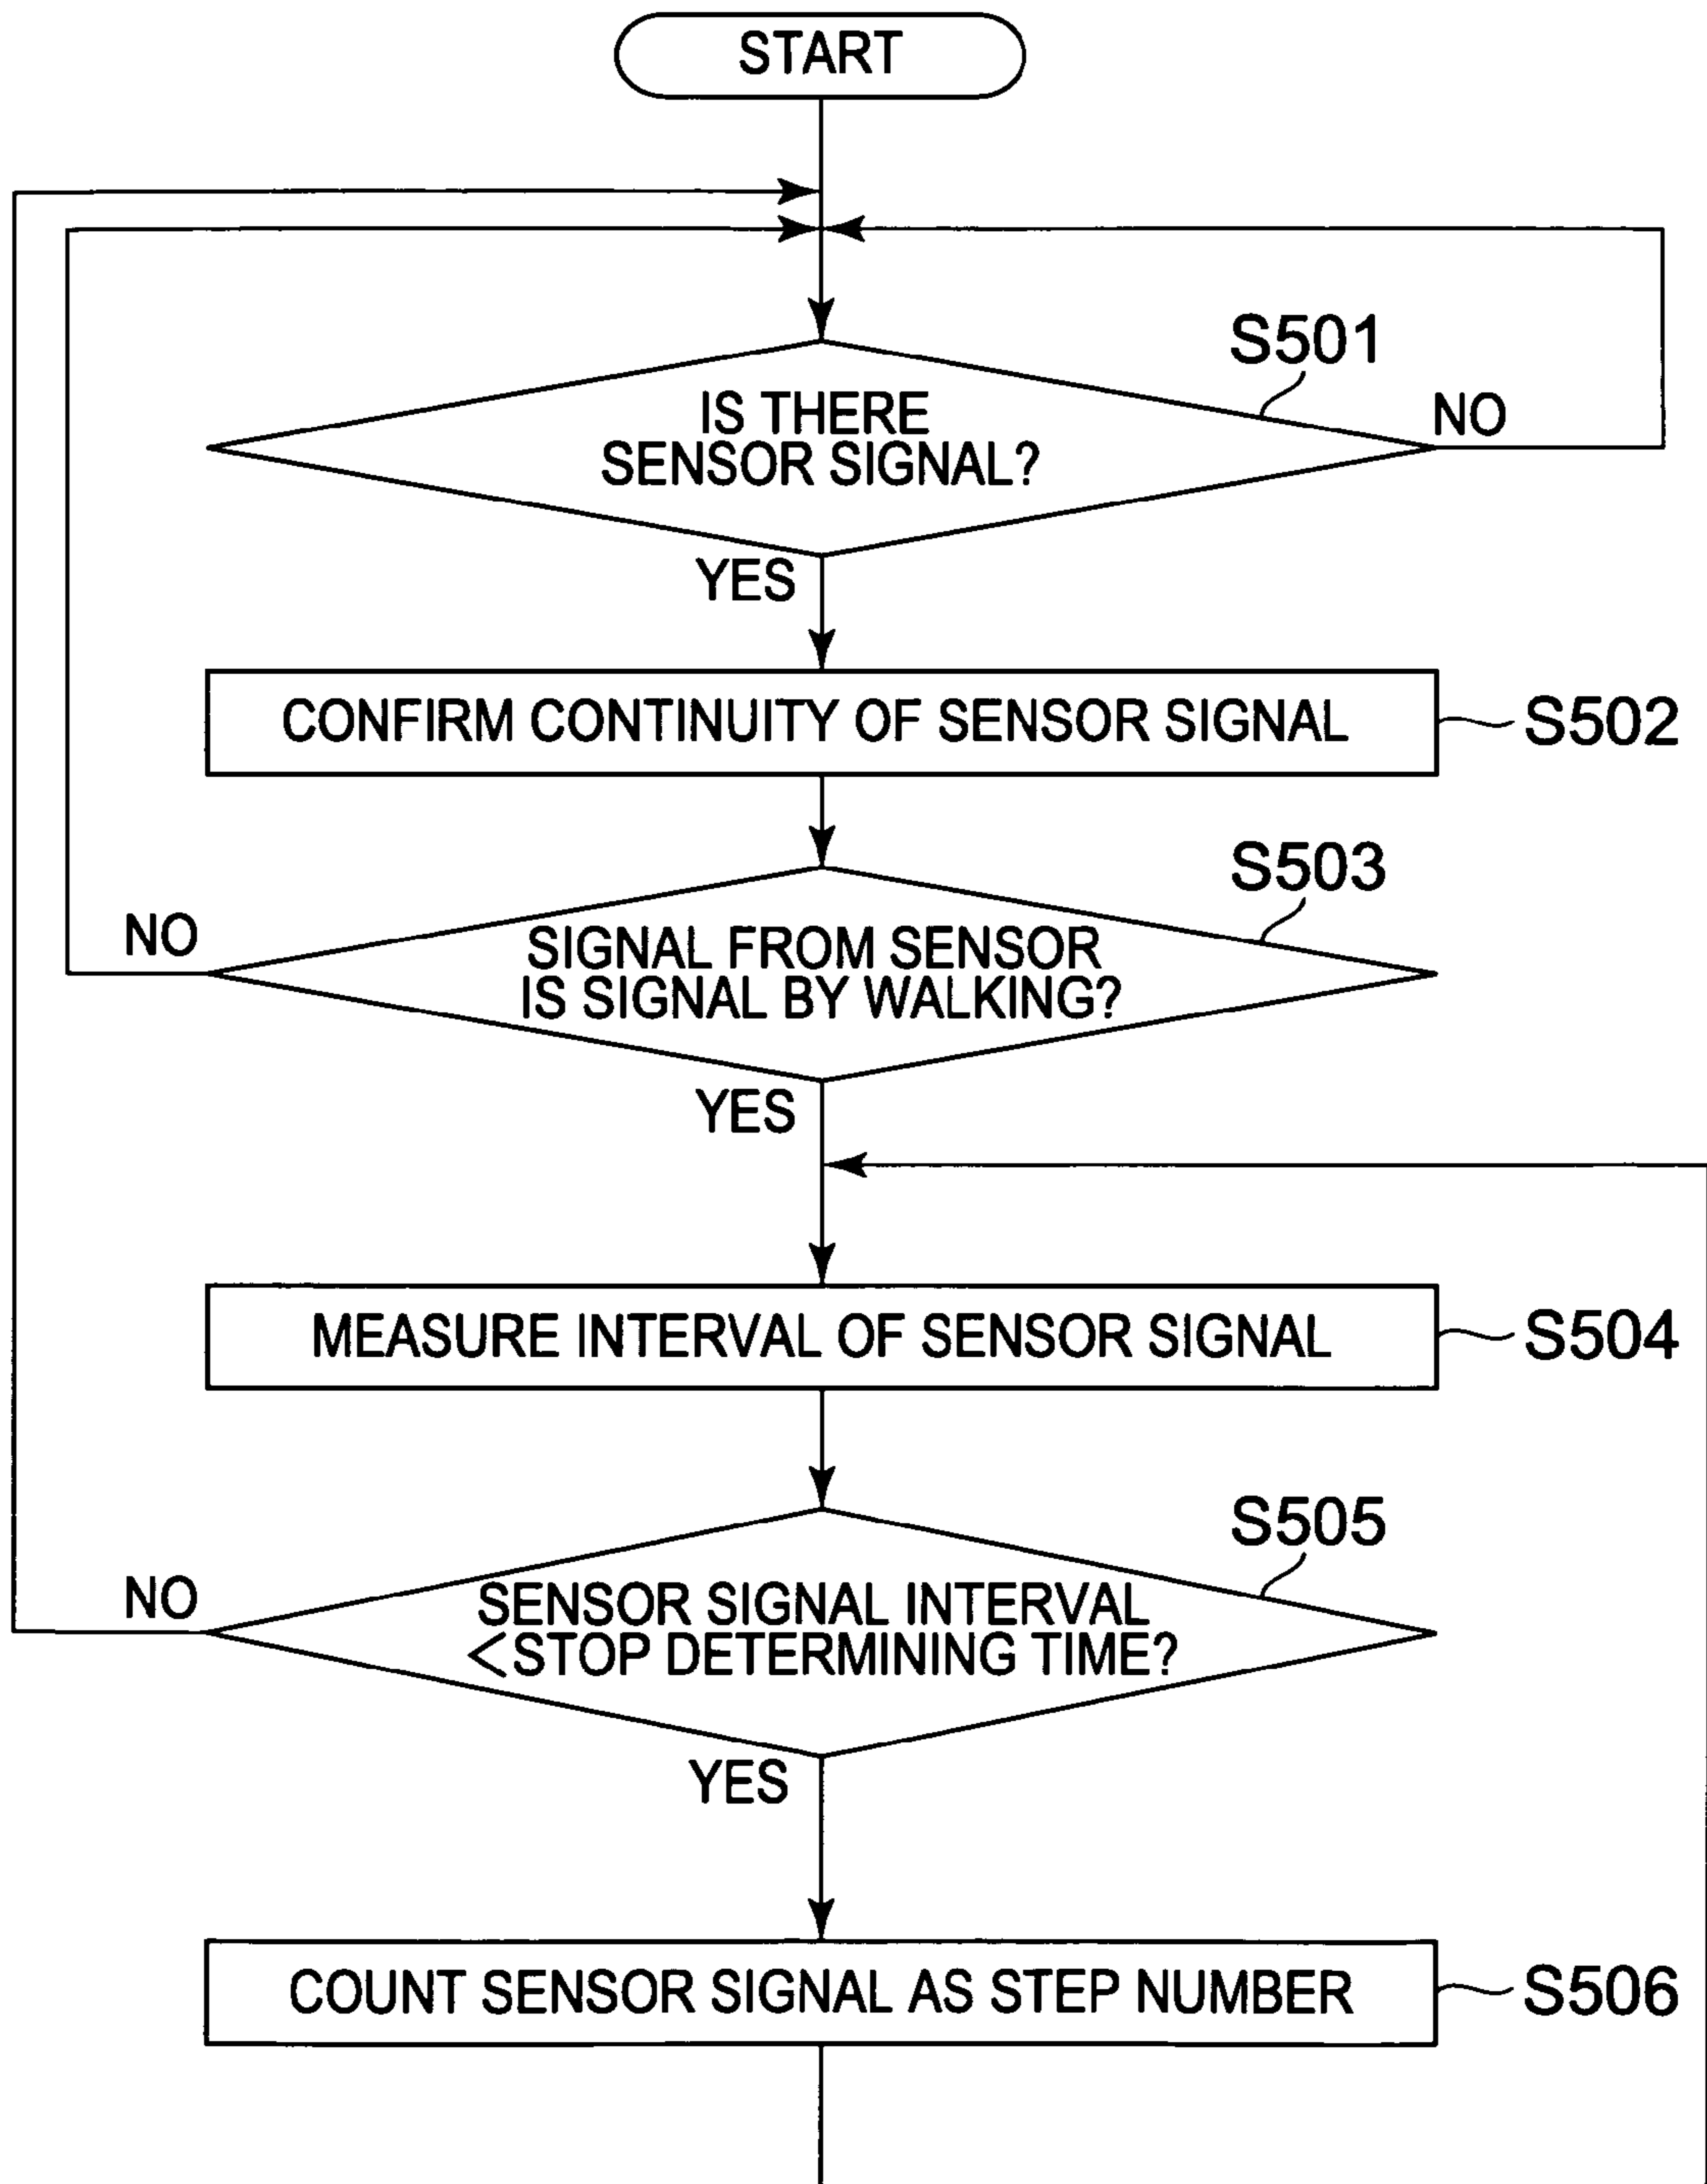 START
S501
IS THERE
SENSOR SIGNAL?
NO
YES
CONFIRM CONTINUITY OF SENSOR SIGNAL
S502
S503
NO
SIGNAL FROM SENSOR
IS SIGNAL BY WALKING?
YES
MEASURE INTERVAL OF SENSOR SIGNAL
S504
S505
NO
SENSOR SIGNAL INTERVAL
<STOP DETERMINING TIME?
YES
COUNT SENSOR SIGNAL AS STEP NUMBER
S506